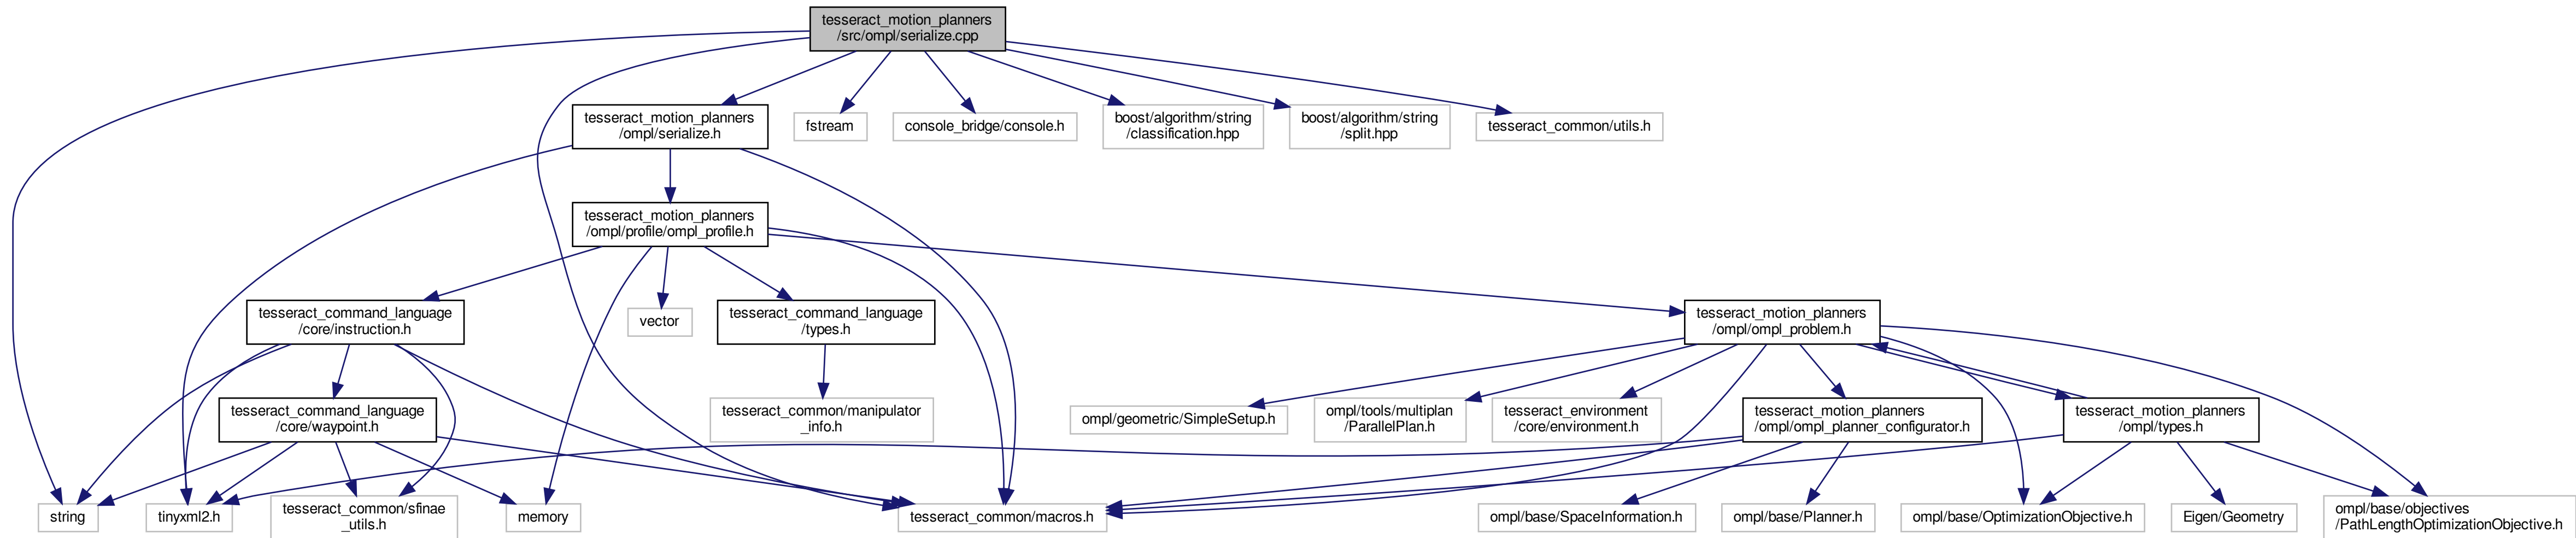 tesseract_motion_planners
/src/ompl/serialize.cpp
tesseract_motion_planners
/ompl/serialize.h
fstream
console_bridge/console.h
boost/algorithm/string
/classification.hpp
boost/algorithm/string
/split.hpp
tesseract_common/utils.h
tesseract_motion_planners
/ompl/profile/ompl_profile.h
tesseract_command_language
/core/instruction.h
vector
tesseract_command_language
/types.h
tesseract_motion_planners
/ompl/ompl_problem.h
tesseract_command_language
/core/waypoint.h
tesseract_common/manipulator
_info.h
ompl/geometric/SimpleSetup.h
ompl/tools/multiplan
/ParallelPlan.h
tesseract_environment
/core/environment.h
tesseract_motion_planners
/ompl/ompl_planner_configurator.h
tesseract_motion_planners
/ompl/types.h
string
tinyxml2.h
tesseract_common/sfinae
_utils.h
memory
tesseract_common/macros.h
ompl/base/SpaceInformation.h
ompl/base/Planner.h
ompl/base/OptimizationObjective.h
Eigen/Geometry
ompl/base/objectives
/PathLengthOptimizationObjective.h